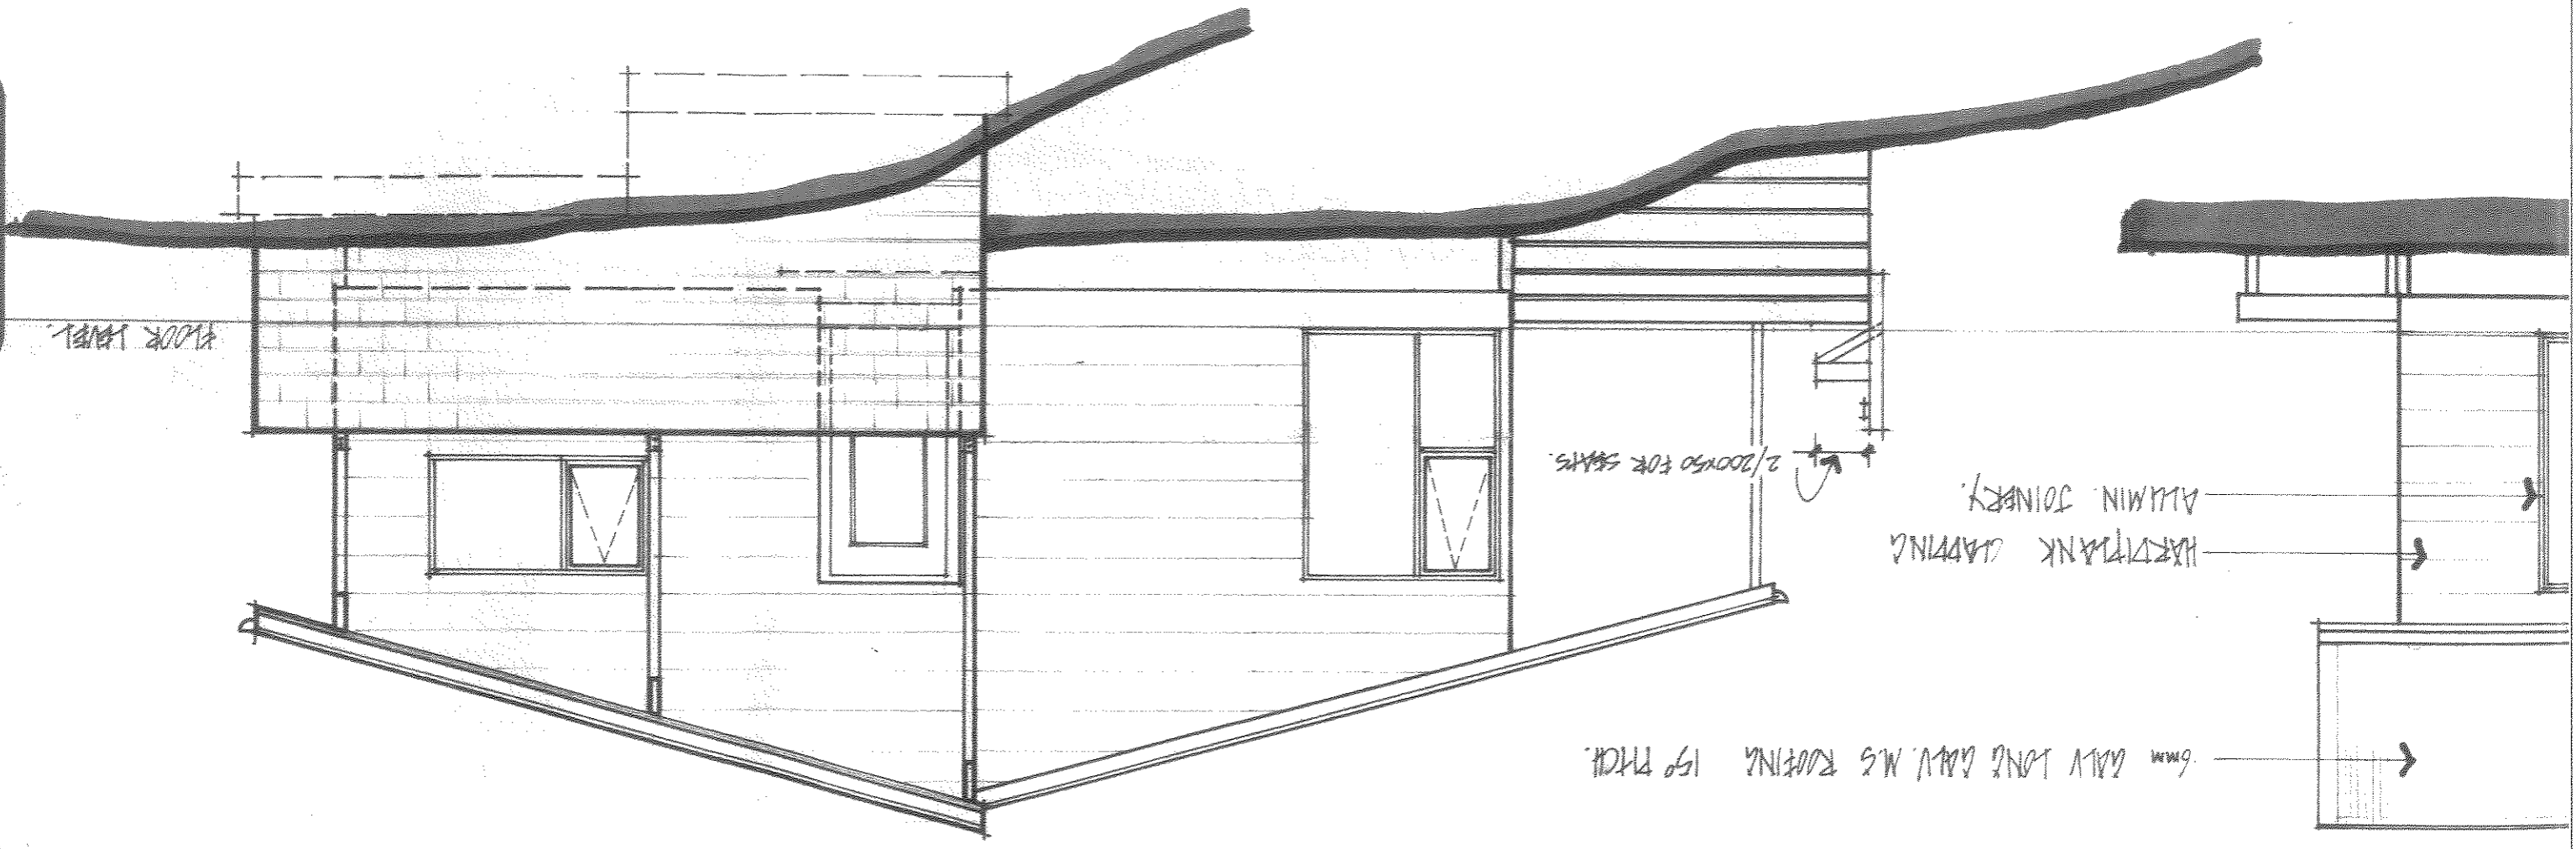 6mm GALV LONG GALV. M.S ROOFING 15° PITCH.
HARDIPLANK CLADDING
ALUMIN. JOINERY.
2/200x50 FOR SEATS.
FLOOR LEVEL.